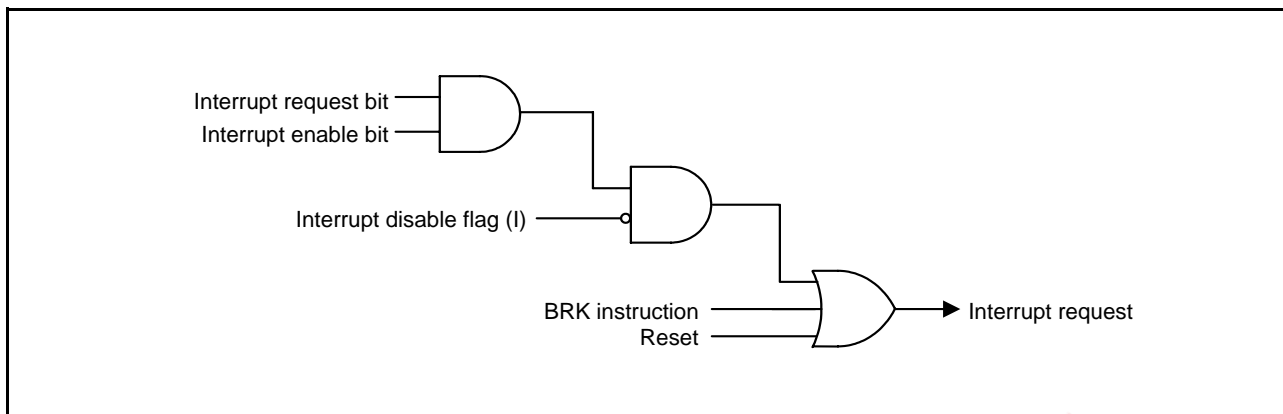 Interrupt request bit
Interrupt enable bit
Interrupt disable flag (I)
BRK instruction
Reset
Interrupt request